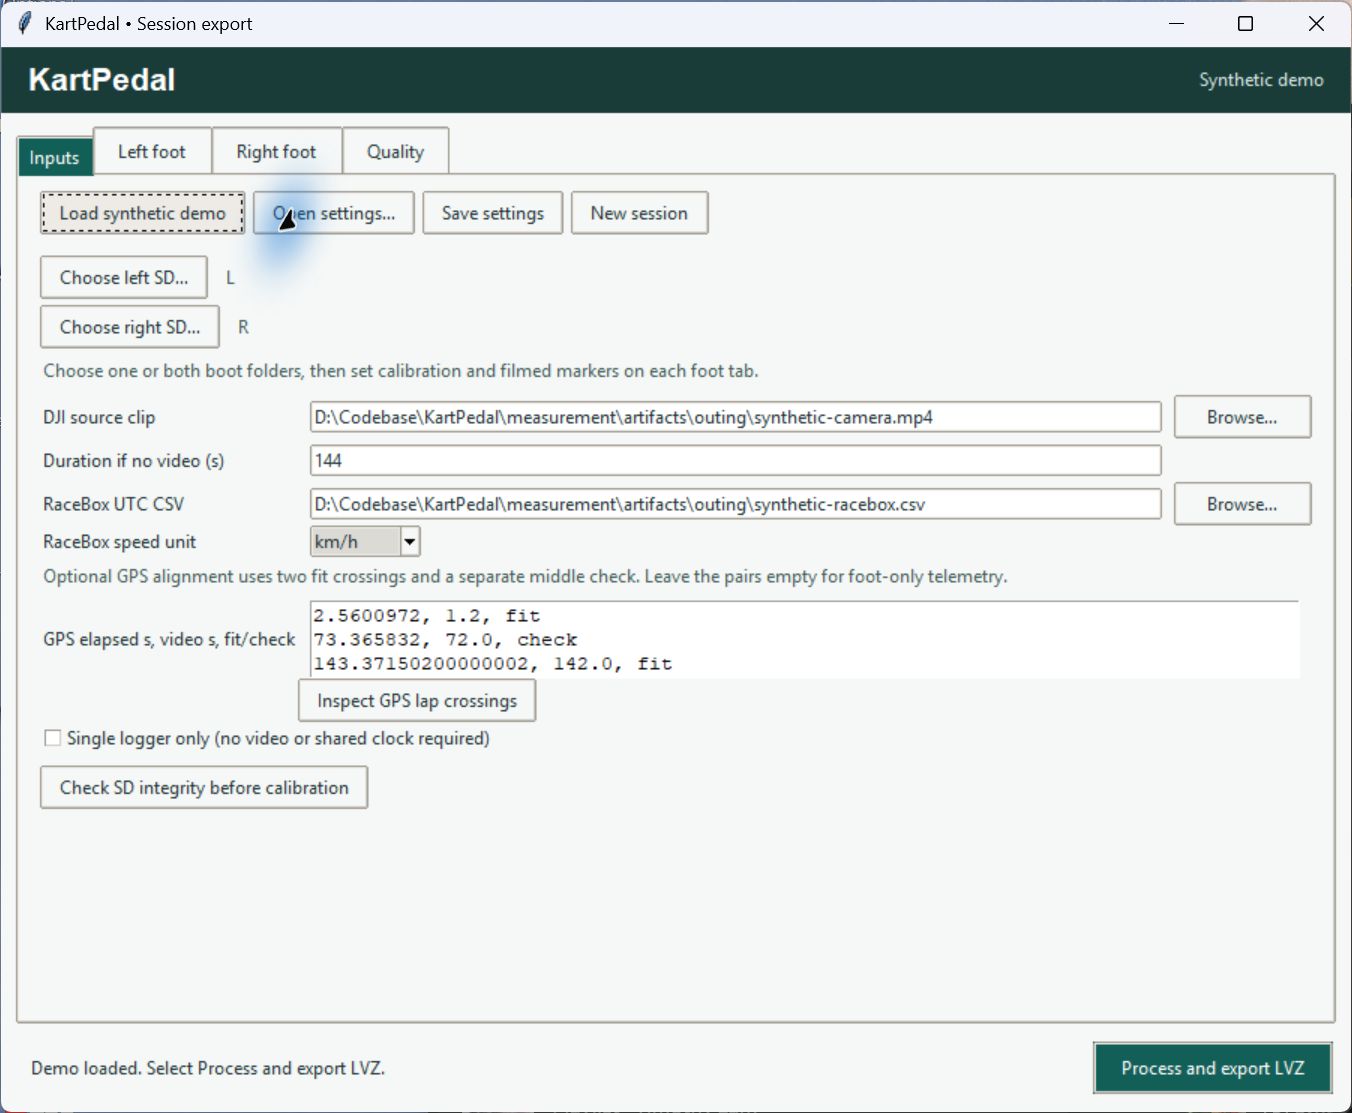 KartPedal • Session export
KartPedal
Synthetic demo
Inputs
Left foot
Right foot
Quality
Load synthetic demo
Open settings...
Save settings
New session
Choose left SD...
L
Choose right SD...
R
Choose one or both boot folders, then set calibration and filmed markers on each foot tab.
DJI source clip
D:\Codebase\KartPedal\measurement\artifacts\outing\synthetic-camera.mp4
Browse...
Duration if no video (s)
144
RaceBox UTC CSV
D:\Codebase\KartPedal\measurement\artifacts\outing\synthetic-racebox.csv
Browse...
RaceBox speed unit
km/h
Optional GPS alignment uses two fit crossings and a separate middle check. Leave the pairs empty for foot-only telemetry.
GPS elapsed s, video s, fit/check
2.5600972, 1.2, fit
73.365832, 72.0, check
143.37150200000002, 142.0, fit
Inspect GPS lap crossings
Single logger only (no video or shared clock required)
Check SD integrity before calibration
Demo loaded. Select Process and export LVZ.
Process and export LVZ